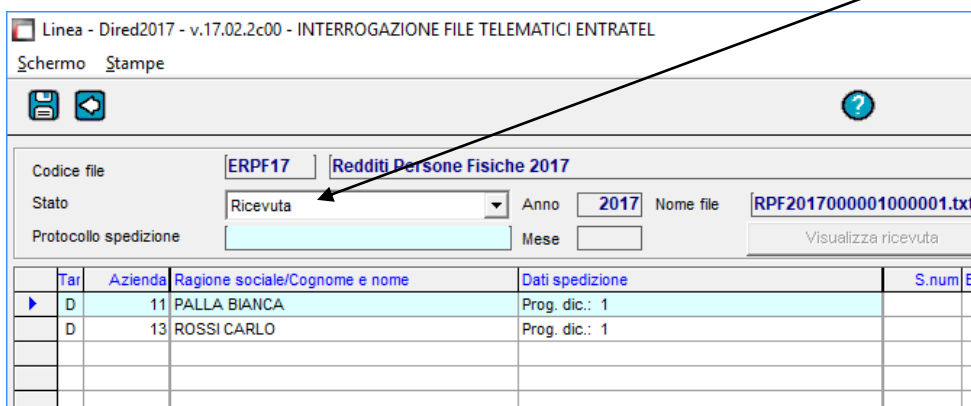 Linea - Dired2017 - v.17.02.2c00 - INTERROGAZIONE FILE TELEMATICI ENTRATEL
Schermo Stampe
?
Codice file ERPF17 Redditi Persone Fisiche 2017
Stato Ricevuta Anno 2017 Nome file RPF2017000001000001.txt
Protocollo spedizione Mese Visualizza ricevuta
Tar Azienda Ragione sociale/Cognome e nome Dati spedizione S.num
D 11 PALLA BIANCA Prog. dic.: 1
D 13 ROSSI CARLO Prog. dic.: 1